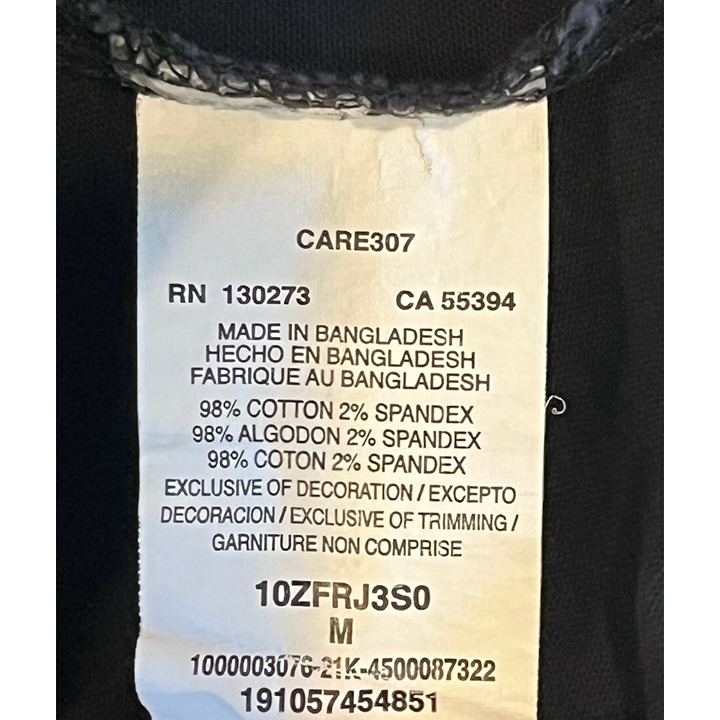 CARE307
RN 130273 CA 55394
MADE IN BANGLADESH
HECHO EN BANGLADESH
FABRIQUE AU BANGLADESH
98% COTTON 2% SPANDEX
98% ALGODON 2% SPANDEX
98% COTON 2% SPANDEX
EXCLUSIVE OF DECORATION / EXCEPTO
DECORACION / EXCLUSIVE OF TRIMMING /
GARNITURE NON COMPRISE
10ZFRJ3S0
M
1000003076-21K-4500087322
191057454851